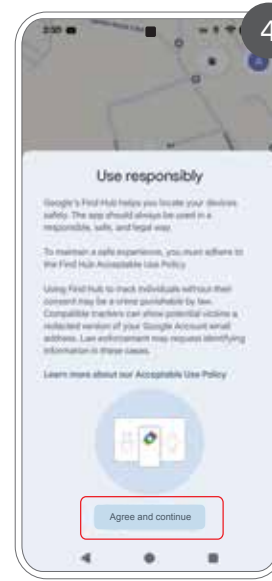 4
Use responsibly
Google's Find Hub helps you locate your devices
safely. The app should always be used in a
responsible, safe, and legal way.
To maintain a safe experience, you must adhere to
the Find Hub Acceptable Use Policy.
Using Find Hub to track individuals without their
consent may be a crime punishable by law.
Compatible trackers can show potential victims a
redacted version of your Google Account email
address. Law enforcement may request identifying
information in these cases.
Learn more about our Acceptable Use Policy
Agree and continue